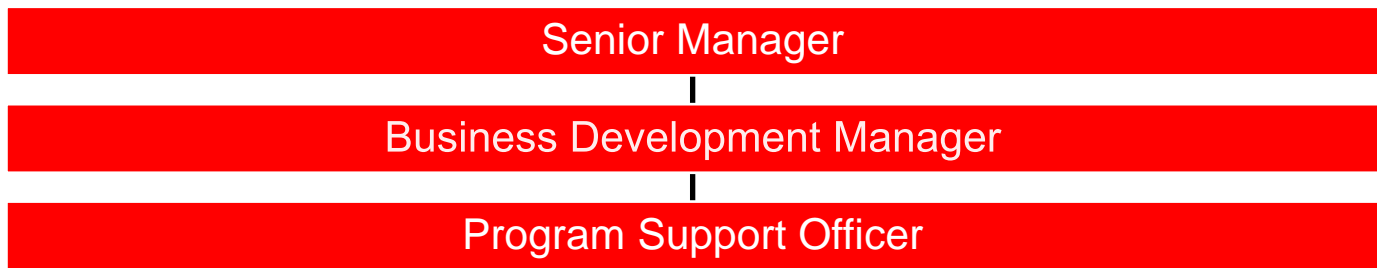 Senior Manager
Business Development Manager
Program Support Officer